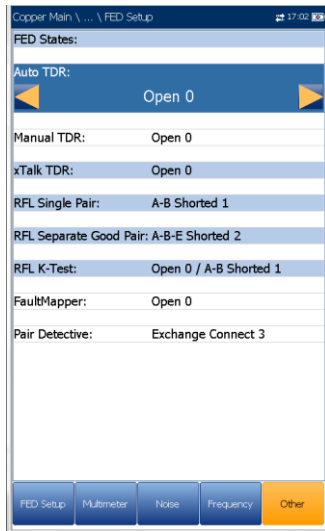 Copper Main \ ... \ FED Setup 17:02
FED States:
Auto TDR:
Open 0
Manual TDR: Open 0
xTalk TDR: Open 0
RFL Single Pair: A-B Shorted 1
RFL Separate Good Pair: A-B-E Shorted 2
RFL K-Test: Open 0 / A-B Shorted 1
FaultMapper: Open 0
Pair Detective: Exchange Connect 3
FED Setup Multimeter Noise Frequency Other